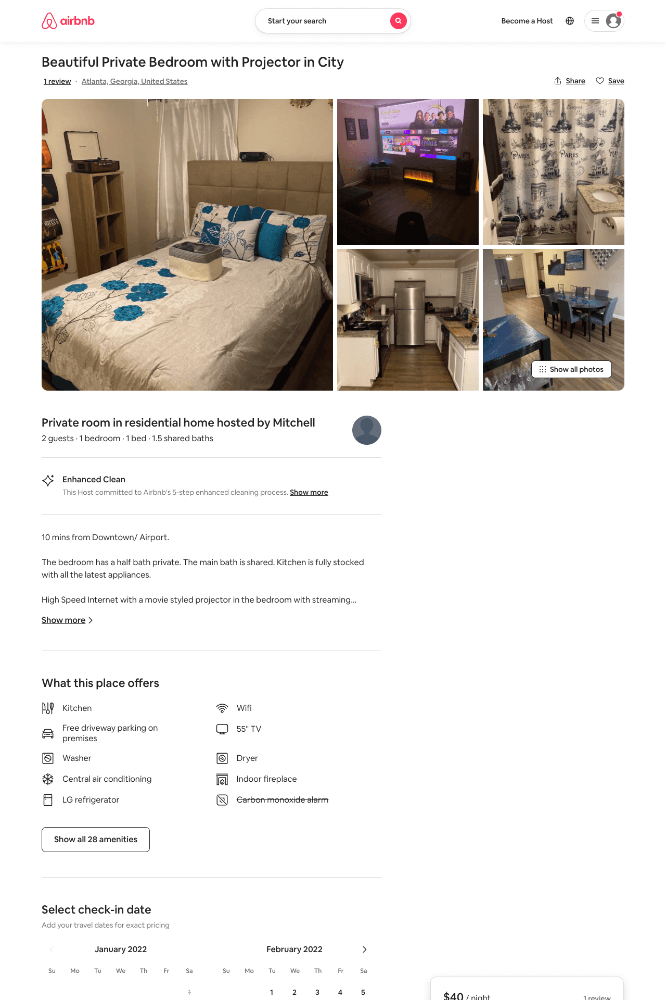 airbnb
Start your search
Become a Host
Beautiful Private Bedroom with Projector in City
1 review · Atlanta, Georgia, United States
Share
Save
Bonjour
Paris
Bonjour
Paris
PARIS
PARIS
HBOmax
Show all photos
Private room in residential home hosted by Mitchell
2 guests · 1 bedroom · 1 bed · 1.5 shared baths
Enhanced Clean
This Host committed to Airbnb's 5-step enhanced cleaning process. Show more
10 mins from Downtown/ Airport.
The bedroom has a half bath private. The main bath is shared. Kitchen is fully stocked
with all the latest appliances.
High Speed Internet with a movie styled projector in the bedroom with streaming…
Show more
What this place offers
Kitchen
Wifi
Free driveway parking on
premises
55" TV
Washer
Dryer
Central air conditioning
Indoor fireplace
LG refrigerator
Carbon monoxide alarm
Show all 28 amenities
Select check-in date
Add your travel dates for exact pricing
January 2022
February 2022
Su Mo Tu We Th Fr Sa
Su Mo Tu We Th Fr Sa
1
1 2 3 4 5
$40 / night
1 review